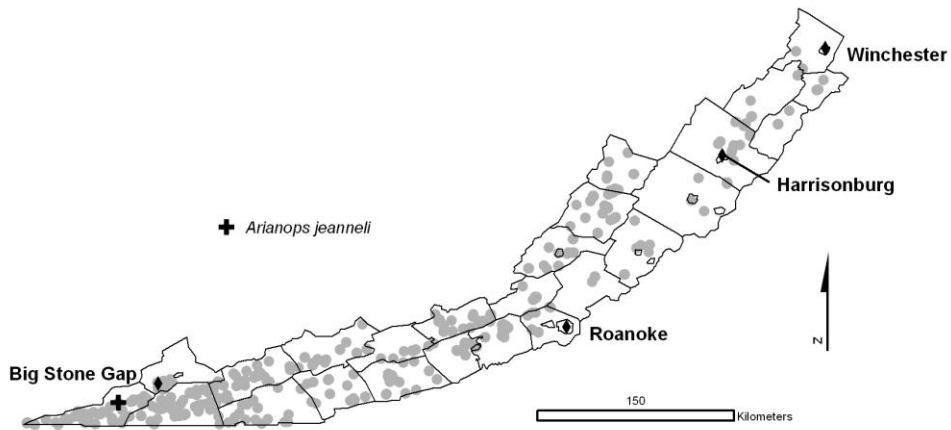 Winchester
Harrisonburg
Arianops jeanneli
Roanoke
N
Big Stone Gap
150
Kilometers